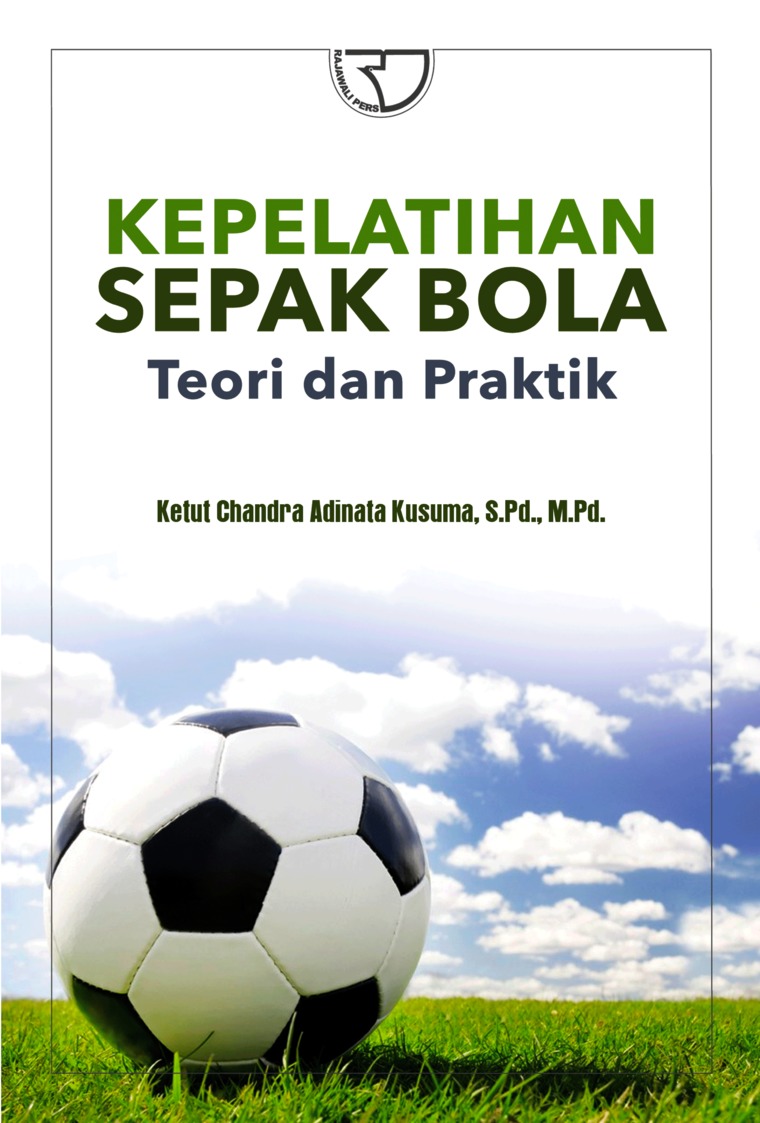 RAJAWALI PERS
KEPELATIHAN
SEPAK BOLA
Teori dan Praktik
Ketut Chandra Adinata Kusuma, S.Pd., M.Pd.